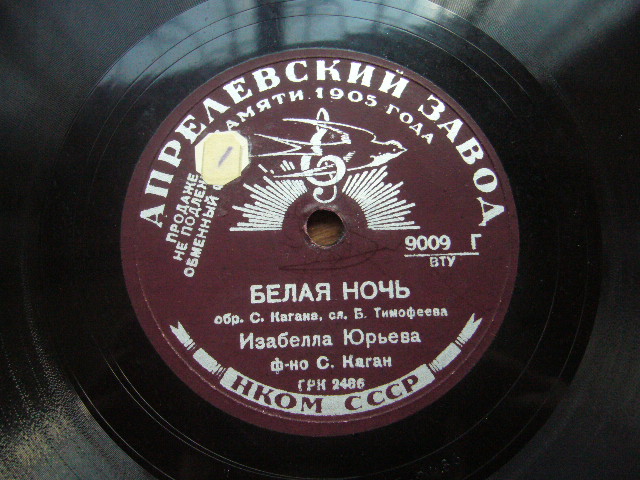 АПРЕЛЕВСКИЙ ЗАВОД
ПАМЯТИ 1905 ГОДА
1
ПРОДАЖЕ
НЕ ПОДЛЕЖ
ОБМЕННЫЙ
9009 Г
ВТУ
БЕЛАЯ НОЧЬ
обр. С. Кагана, сл. Б. Тимофеева
Изабелла Юрьева
ф-но С. Каган
ГРК 2486
НКОМ СССР